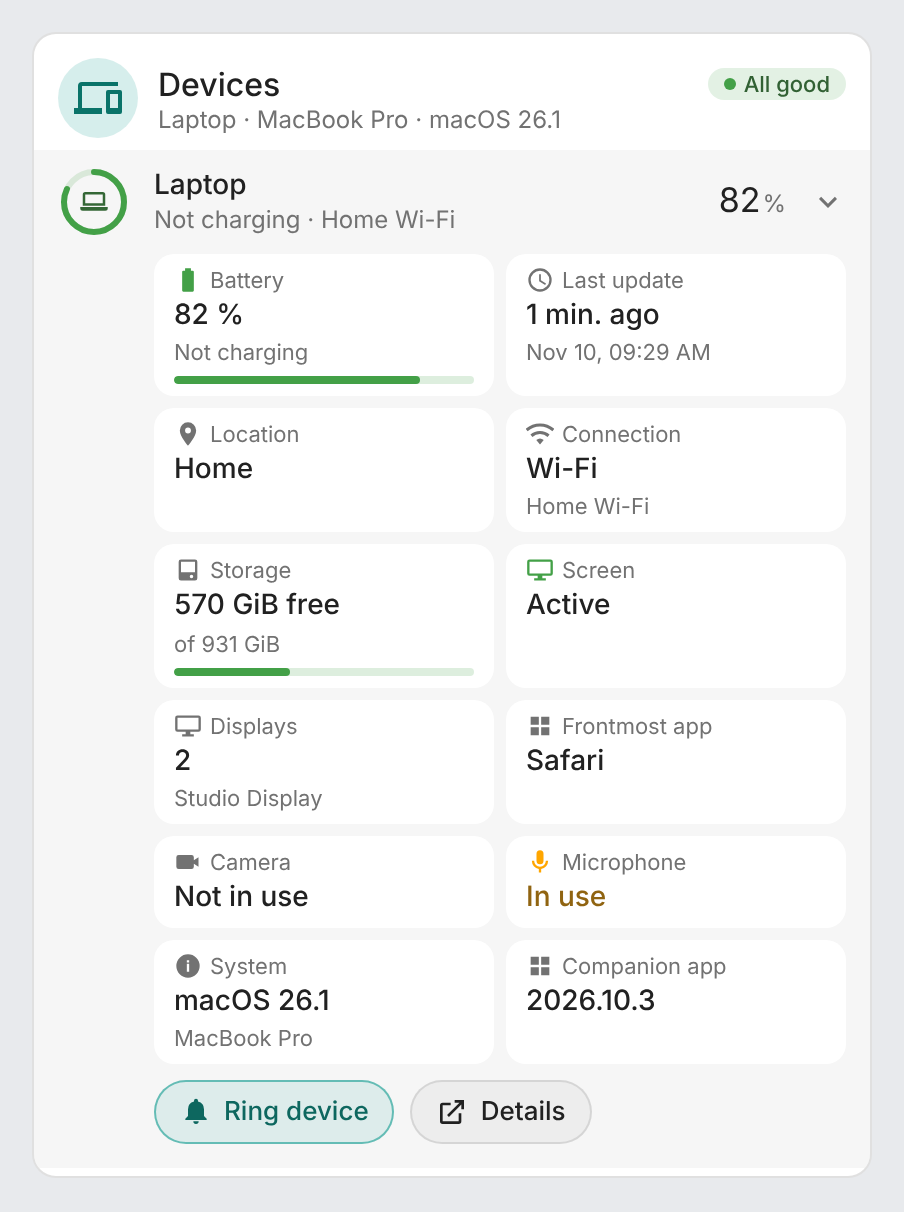 Devices
All good
Laptop · MacBook Pro · macOS 26.1
Laptop
Not charging · Home Wi-Fi
82 %
Battery
82 %
Not charging
Last update
1 min. ago
Nov 10, 09:29 AM
Location
Home
Connection
Wi-Fi
Home Wi-Fi
Storage
570 GiB free
of 931 GiB
Screen
Active
Displays
2
Studio Display
Frontmost app
Safari
Camera
Not in use
Microphone
In use
System
macOS 26.1
MacBook Pro
Companion app
2026.10.3
Ring device
Details